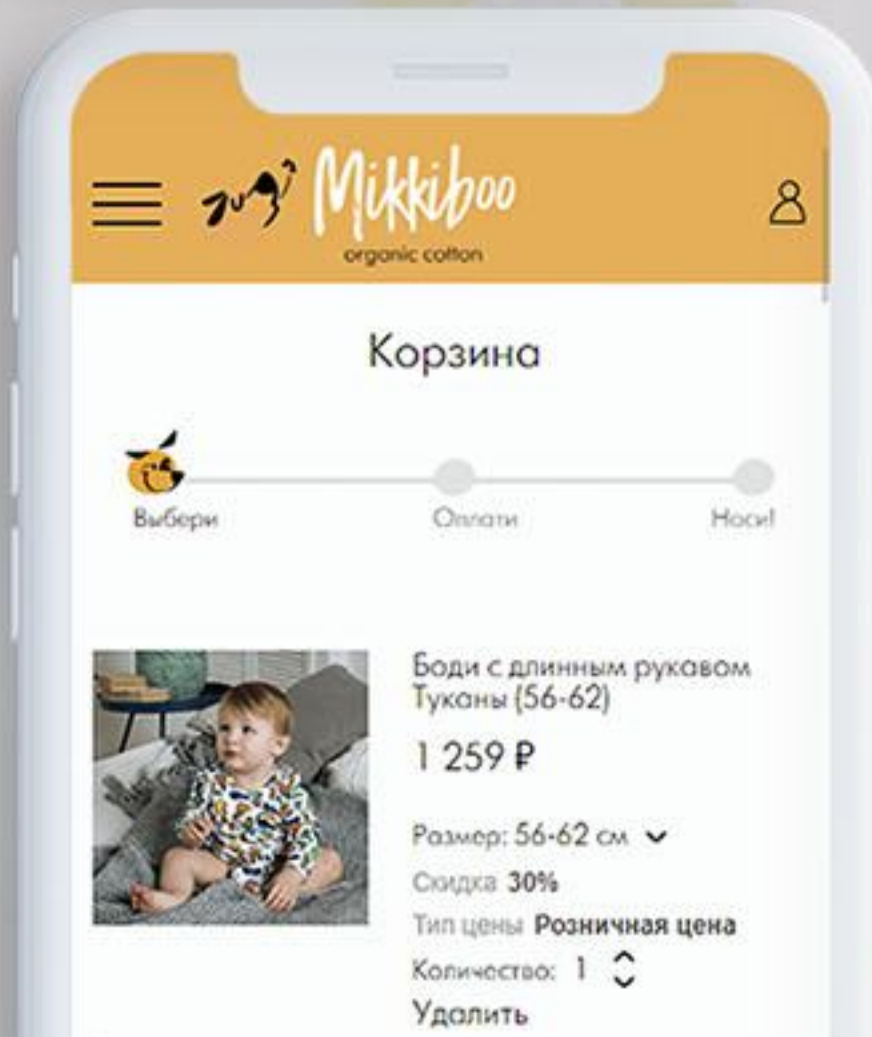 Mikkiboo
organic cotton
Корзина
Выбери
Оплати
Носи!
Боди с длинным рукавом
Туканы (56-62)
1 259 ₽
Размер: 56-62 см
Скидка 30%
Тип цены Розничная цена
Количество: 1
Удалить